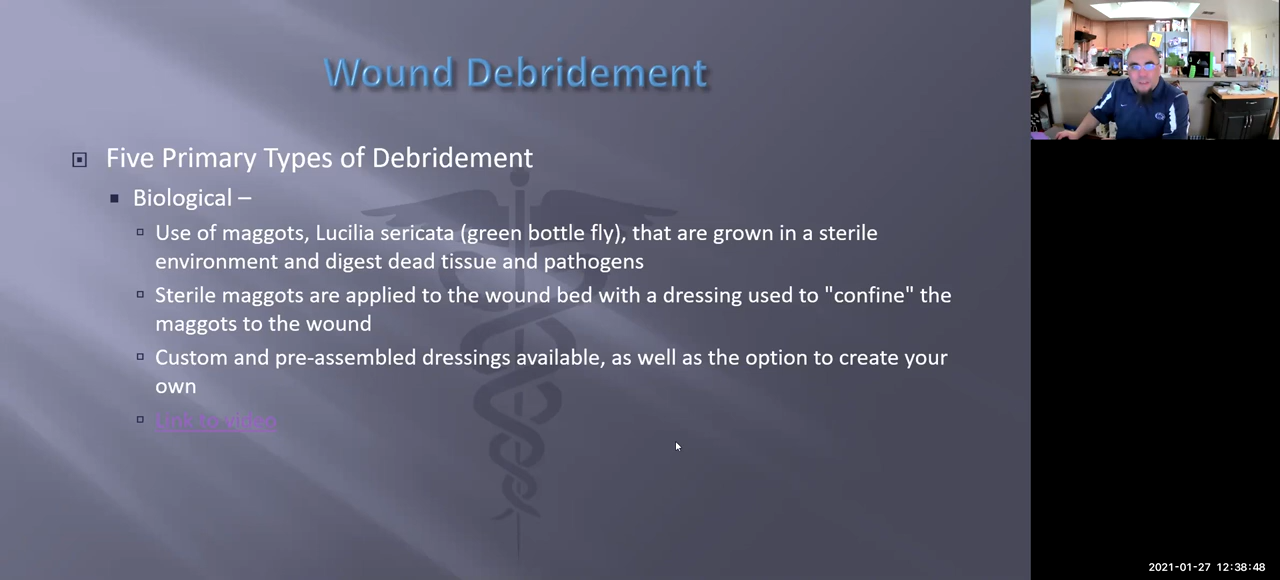 Wound Debridement
Five Primary Types of Debridement
Biological –
Use of maggots, Lucilia sericata (green bottle fly), that are grown in a sterile
environment and digest dead tissue and pathogens
Sterile maggots are applied to the wound bed with a dressing used to "confine" the
maggots to the wound
Custom and pre-assembled dressings available, as well as the option to create your
own
Link to video
2021-01-27 12:38:48